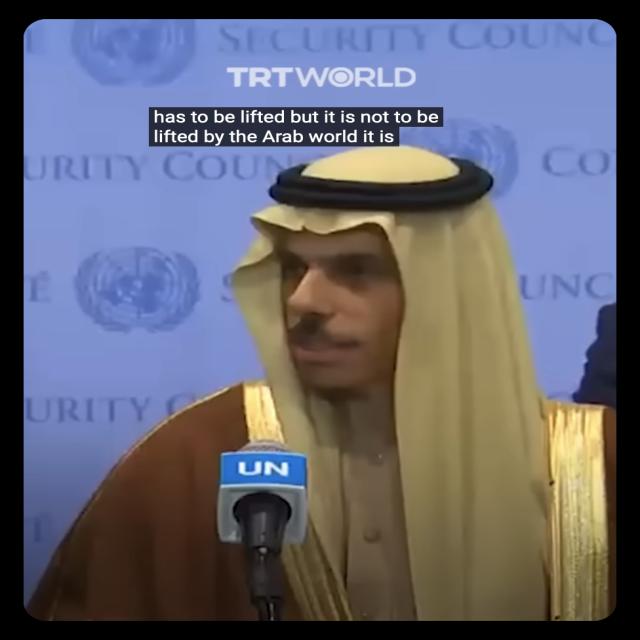 SECURITY COUNC
TRTWORLD
has to be lifted but it is not to be
lifted by the Arab world it is
URITY COUN
CO
É
S
UNC
URITY
UN